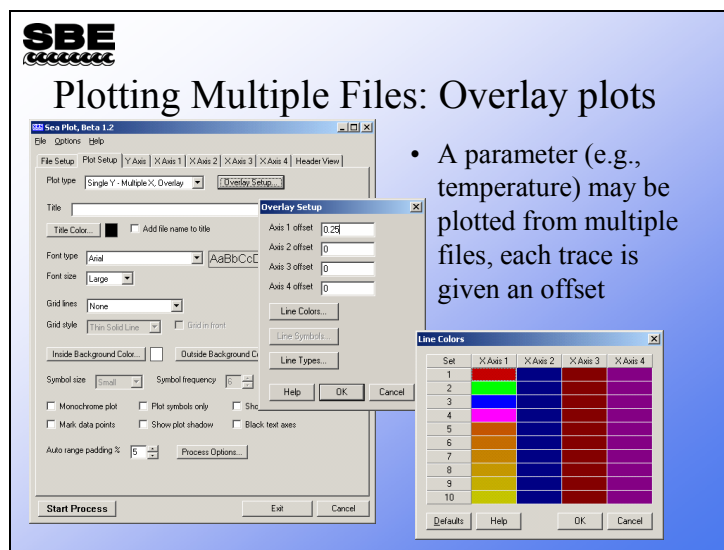 SBE
Plotting Multiple Files: Overlay plots
Sea Plot, Beta 1.2
File Options Help
File Setup Plot Setup Y Axis X Axis 1 X Axis 2 X Axis 3 X Axis 4 Header View
Plot type Single Y - Multiple X, Overlay Overlay Setup...
Title
Title Color... Add file name to title
Font type Arial
Font size Large
Grid lines None
Grid style Thin Solid Line Grid in front
Inside Background Color... Outside Background
Symbol size Small Symbol frequency 6
Monochrome plot Plot symbols only
Mark data points Show plot shadow Black text axes
Auto range padding % 5 Process Options...
Start Process Exit Cancel
Overlay Setup
Axis 1 offset 0.25
Axis 2 offset 0
Axis 3 offset 0
Axis 4 offset 0
Line Colors...
Line Symbols...
Line Types...
Help OK Cancel
• A parameter (e.g.,
temperature) may be
plotted from multiple
files, each trace is
given an offset
Line Colors
Set X Axis 1 X Axis 2 X Axis 3 X Axis 4
1
2
3
4
5
6
7
8
9
10
Defaults Help OK Cancel